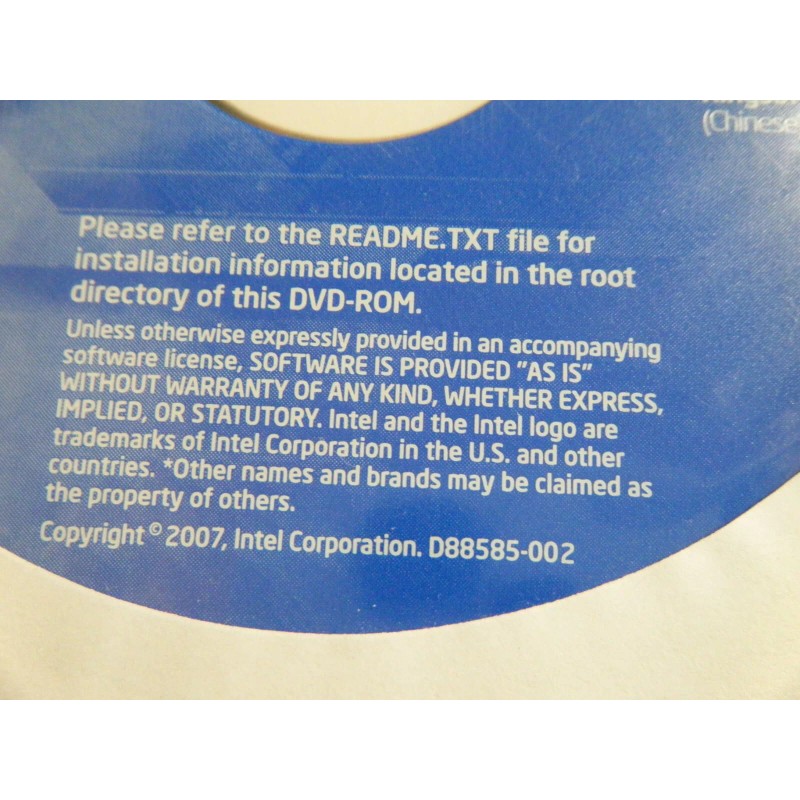 (Chinese
Please refer to the README.TXT file for
installation information located in the root
directory of this DVD-ROM.
Unless otherwise expressly provided in an accompanying
software license, SOFTWARE IS PROVIDED "AS IS"
WITHOUT WARRANTY OF ANY KIND, WHETHER EXPRESS,
IMPLIED, OR STATUTORY. Intel and the Intel logo are
trademarks of Intel Corporation in the U.S. and other
countries. *Other names and brands may be claimed as
the property of others.
Copyright © 2007, Intel Corporation. D88585-002